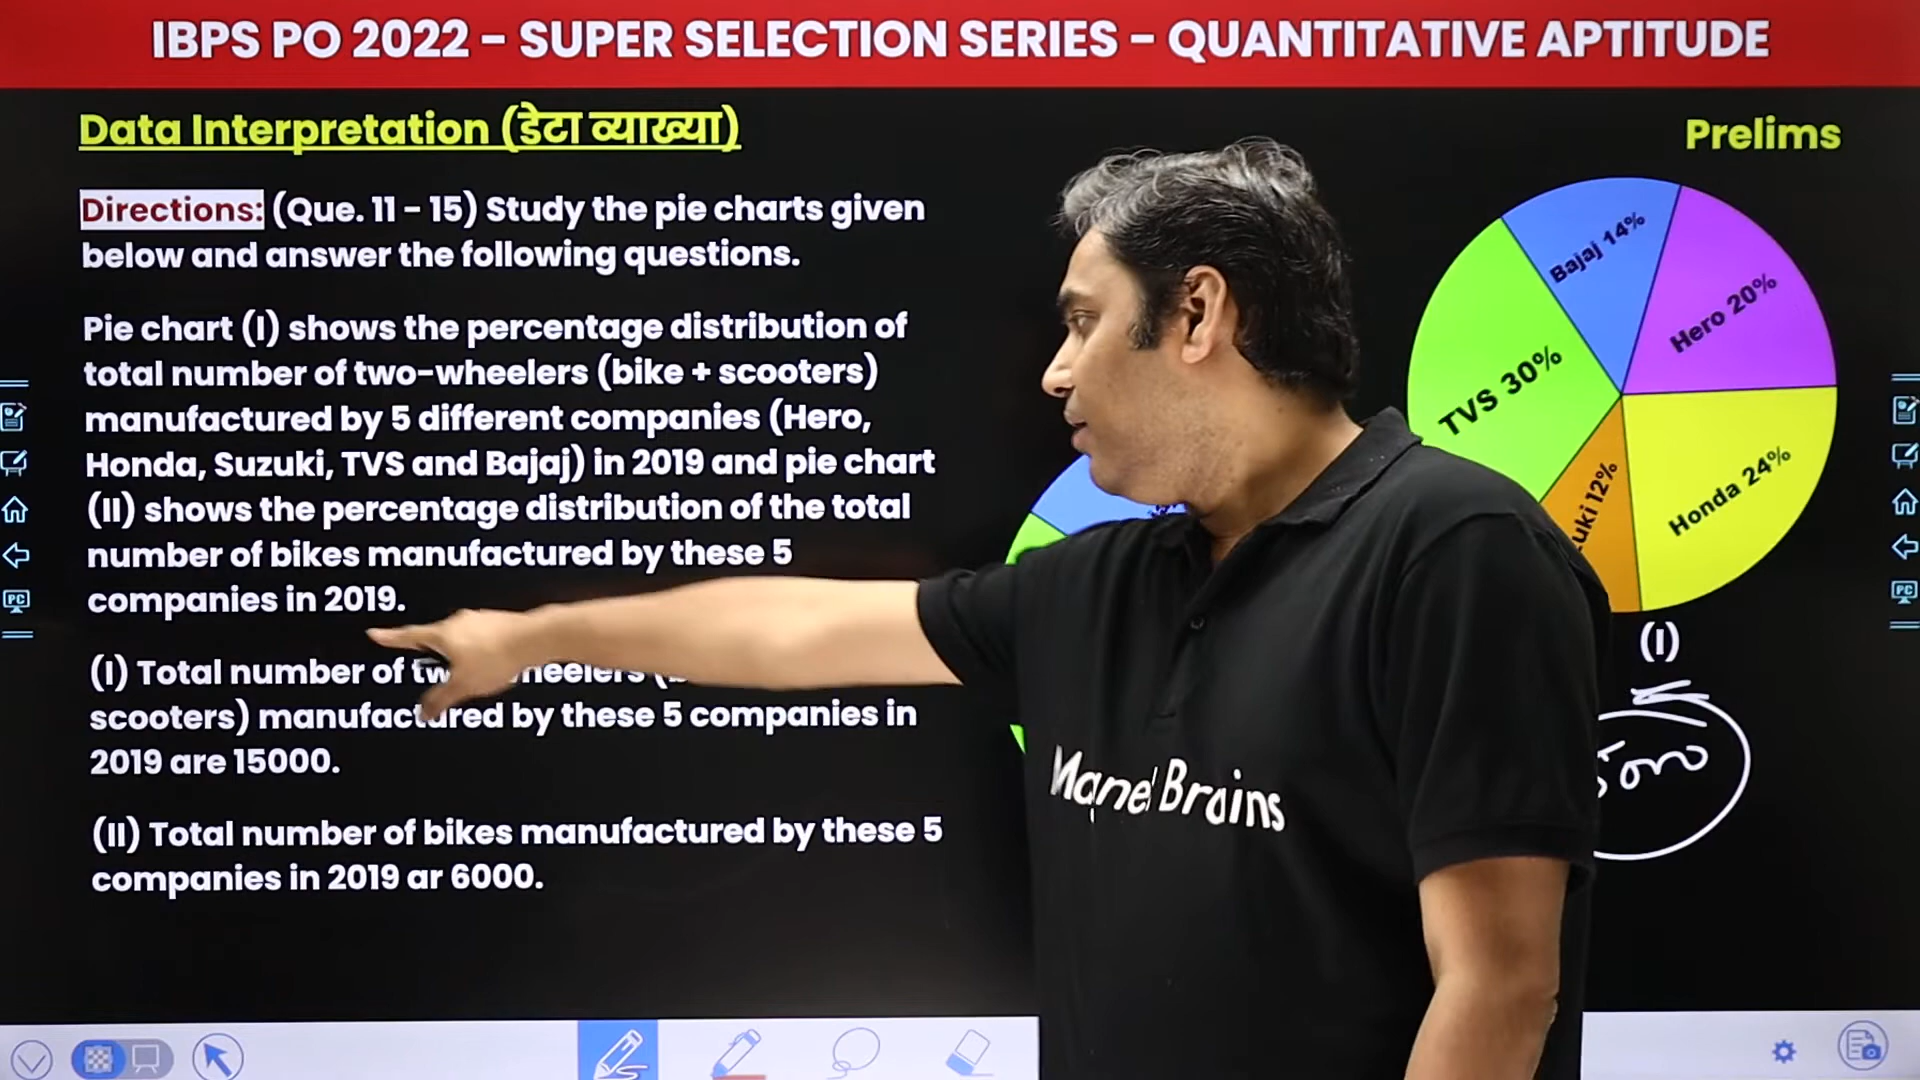 IBPS PO 2022 - SUPER SELECTION SERIES - QUANTITATIVE APTITUDE
Data Interpretation (डेटा व्याख्या)
Prelims
Directions: (Que. 11 - 15) Study the pie charts given
below and answer the following questions.
Pie chart (I) shows the percentage distribution of
total number of two-wheelers (bike + scooters)
manufactured by 5 different companies (Hero,
Honda, Suzuki, TVS and Bajaj) in 2019 and pie chart
(II) shows the percentage distribution of the total
number of bikes manufactured by these 5
companies in 2019.
(I) Total number of
scooters) manufactured by these 5 companies in
2019 are 15000.
(II) Total number of bikes manufactured by these 5
companies in 2019 ar 6000.
Bajaj 14%
Hero 20%
TVS 30%
12%
Honda 24%
(I)
Brains
PC
PC